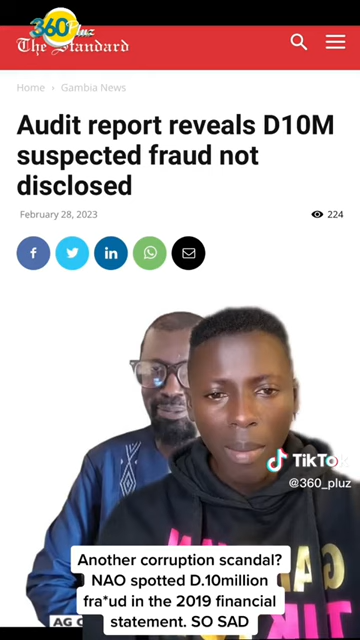 360 Pluz
The Standard
Home > Gambia News
Audit report reveals D10M
suspected fraud not
disclosed
February 28, 2023
224
TikTok
@360_pluz
Another corruption scandal?
NAO spotted D.10million
fra*ud in the 2019 financial
statement. SO SAD
AG